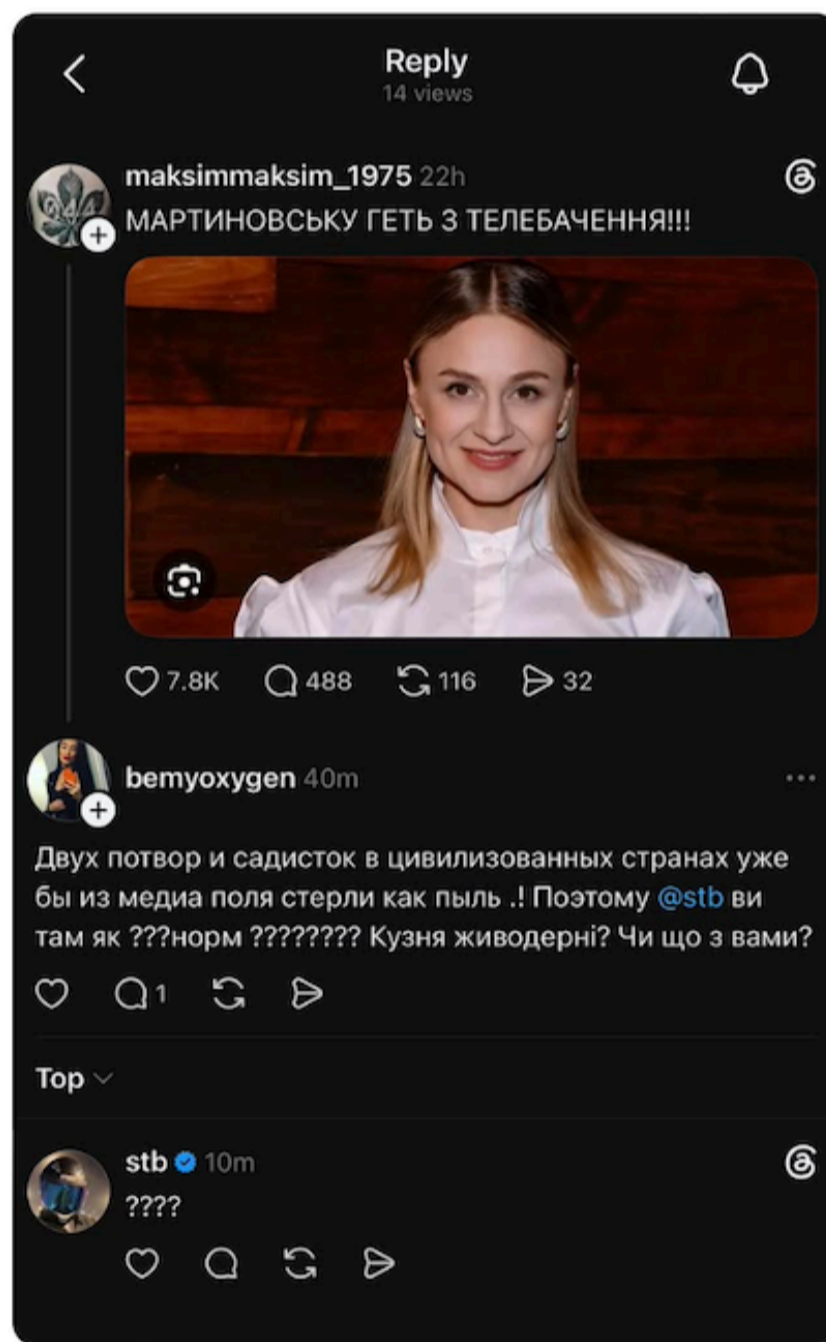 Reply
14 views
maksimmaksim_1975 22h
МАРТИНОВСЬКУ ГЕТЬ З ТЕЛЕБАЧЕННЯ!!!
7.8K 488 116 32
bemyoxygen 40m
Двух потвор и садисток в цивилизованных странах уже
бы из медиа поля стерли как пыль .! Поэтому @stb ви
там як ???норм ???????? Кузня живодерні? Чи що з вами?
1
Top
stb 10m
????